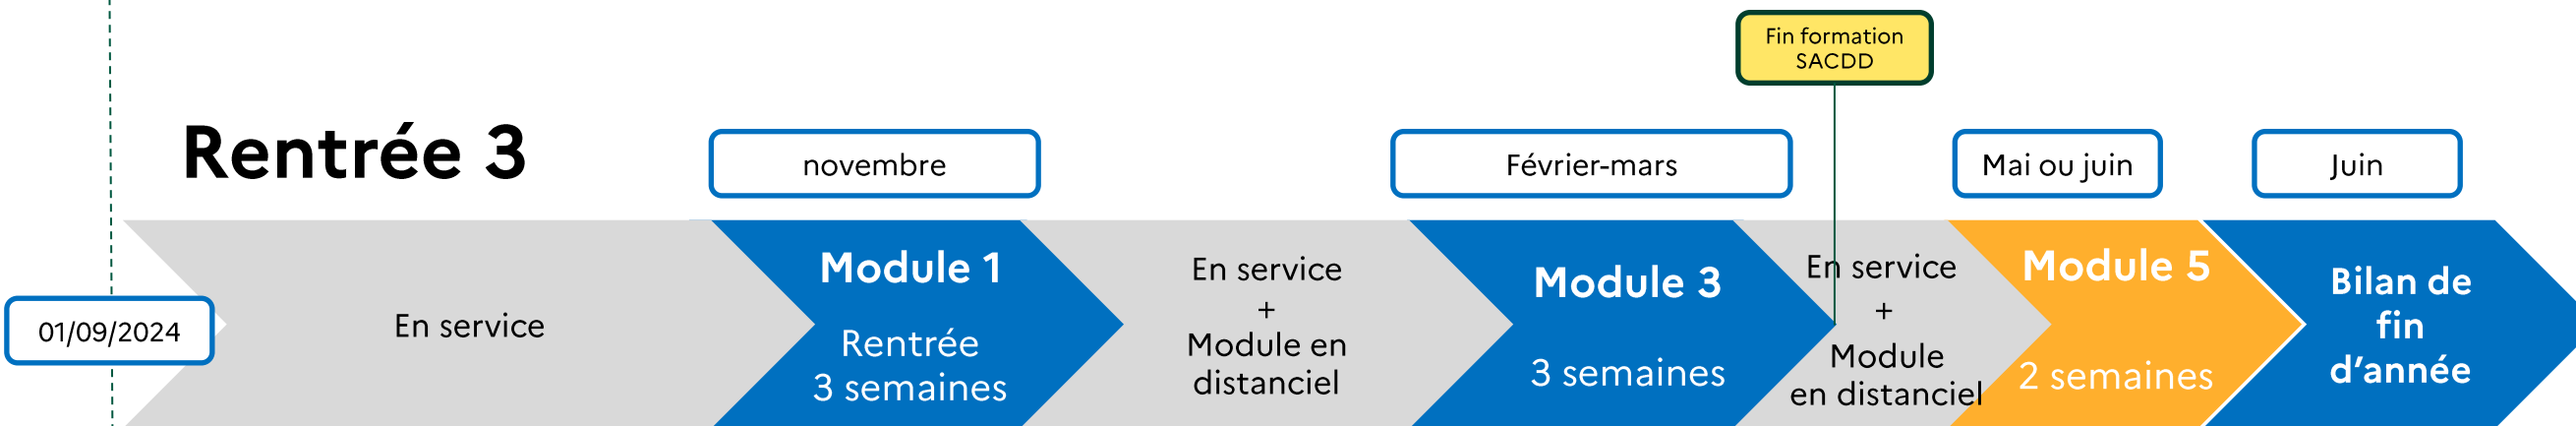 Fin formation
SACDD
Rentrée 3
novembre
Février-mars
Mai ou juin
Juin
01/09/2024
En service
Module 1
Rentrée
3 semaines
En service
+
Module en
distanciel
Module 3
3 semaines
En service
+
Module
en distanciel
Module 5
2 semaines
Bilan de
fin
d’année